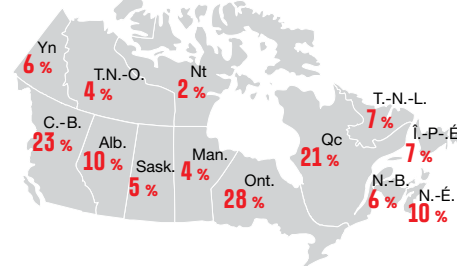 Yn
6 %
T.N.-O.
4 %
Nt
2 %
C.-B.
23 %
Alb.
10 %
Sask.
5 %
Man.
4 %
Ont.
28 %
Qc
21 %
T.-N.-L.
7 %
Î.-P.-É
7 %
N.-B.
6 %
N.-É.
10 %